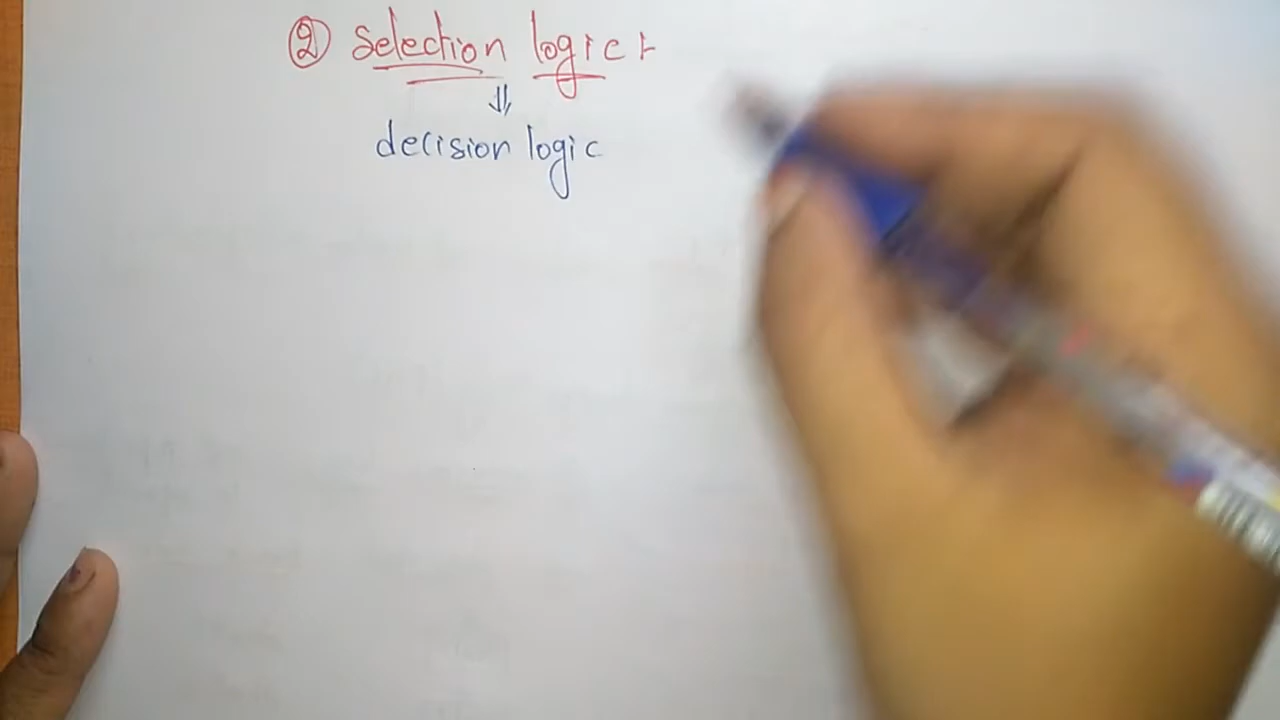 ② Selection logic :-
⇓
decision logic